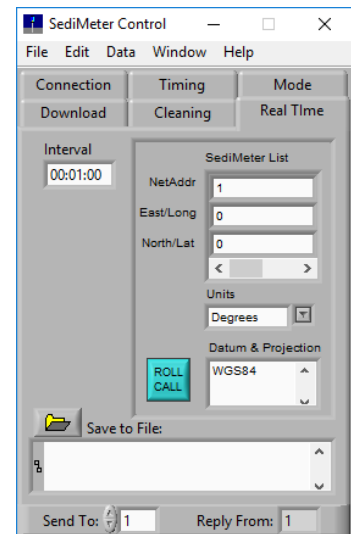 SediMeter Control
File Edit Data Window Help
Connection Timing Mode
Download Cleaning Real TIme
Interval
00:01:00
SediMeter List
NetAddr 1
East/Long 0
North/Lat 0
Units
Degrees
Datum & Projection
ROLL CALL
WGS84
Save to File:
Send To: 1 Reply From: 1